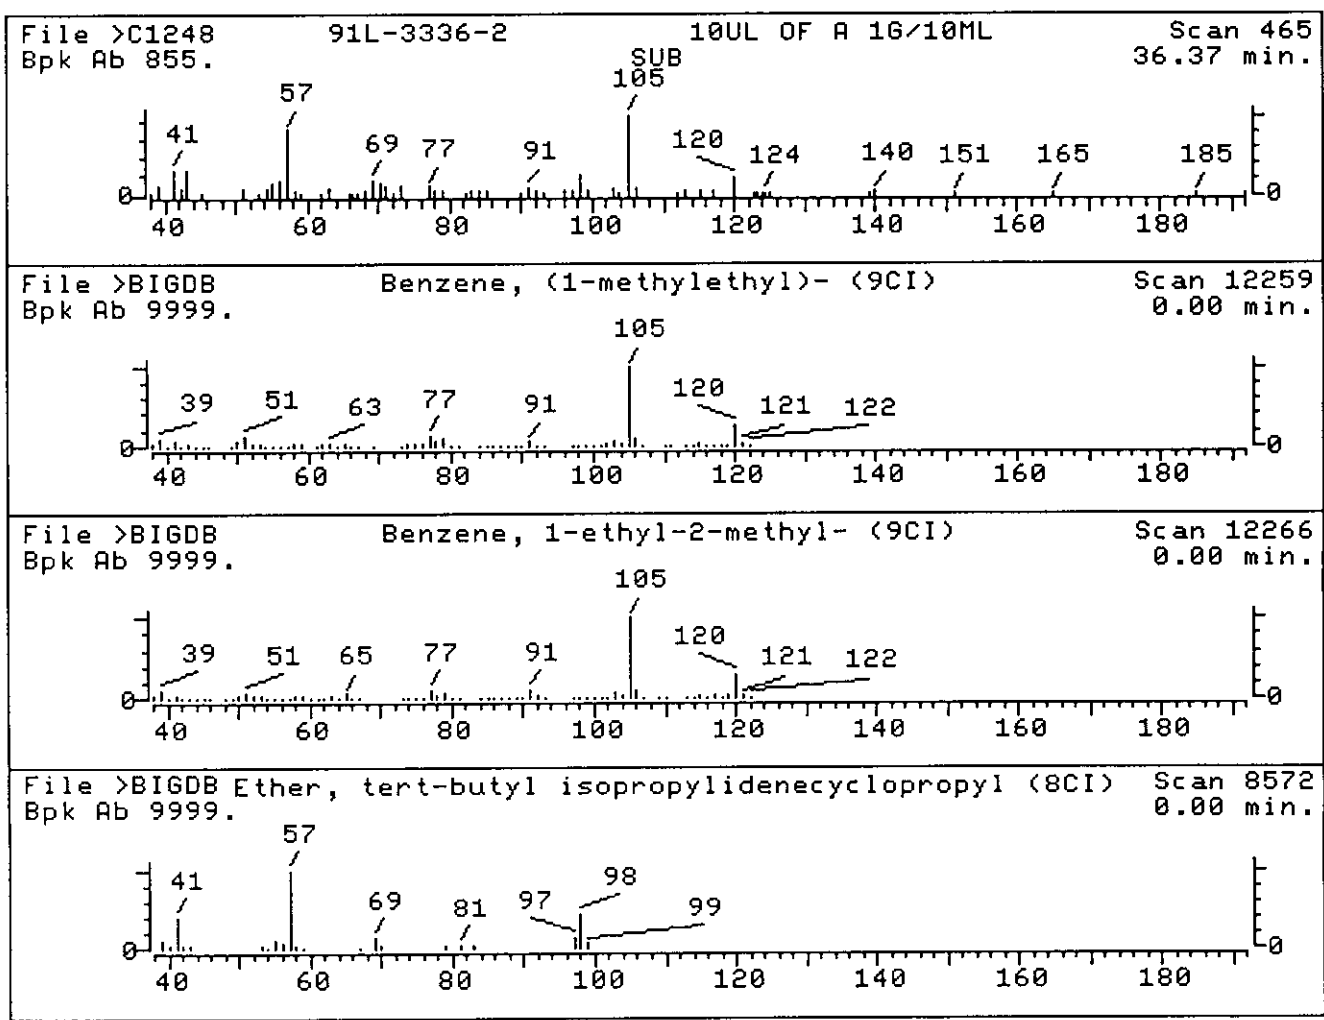 File >C1248 91L-3336-2 10UL OF A 1G/10ML Scan 465
Bpk Ab 855. SUB 36.37 min.
105
57
41 69 77 91 120 124 140 151 165 185
0 0
40 60 80 100 120 140 160 180
File >BIGDB Benzene, (1-methylethyl)- (9CI) Scan 12259
Bpk Ab 9999. 0.00 min.
105
39 51 63 77 91 120 121 122
0 0
40 60 80 100 120 140 160 180
File >BIGDB Benzene, 1-ethyl-2-methyl- (9CI) Scan 12266
Bpk Ab 9999. 0.00 min.
105
39 51 65 77 91 120 121 122
0 0
40 60 80 100 120 140 160 180
File >BIGDB Ether, tert-butyl isopropylidenecyclopropyl (8CI) Scan 8572
Bpk Ab 9999. 0.00 min.
57
41 69 81 97 98 99
0 0
40 60 80 100 120 140 160 180